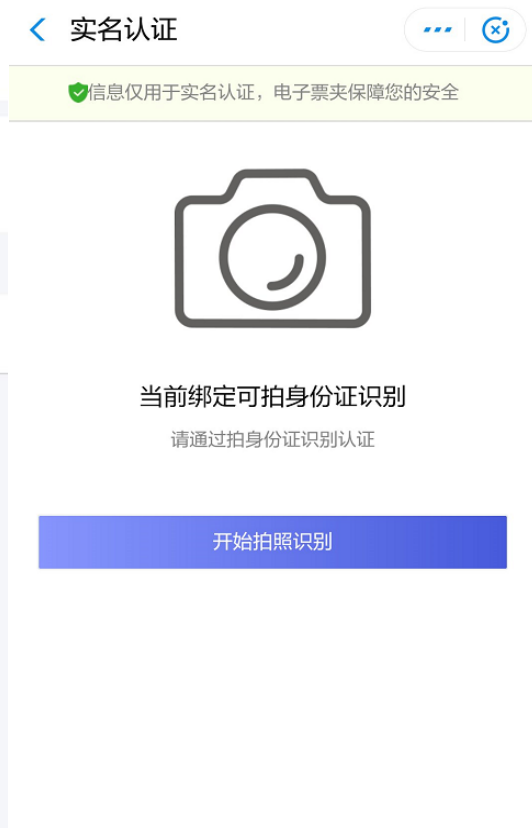 实名认证
信息仅用于实名认证，电子票夹保障您的安全
当前绑定可拍身份证识别
请通过拍身份证识别认证
开始拍照识别